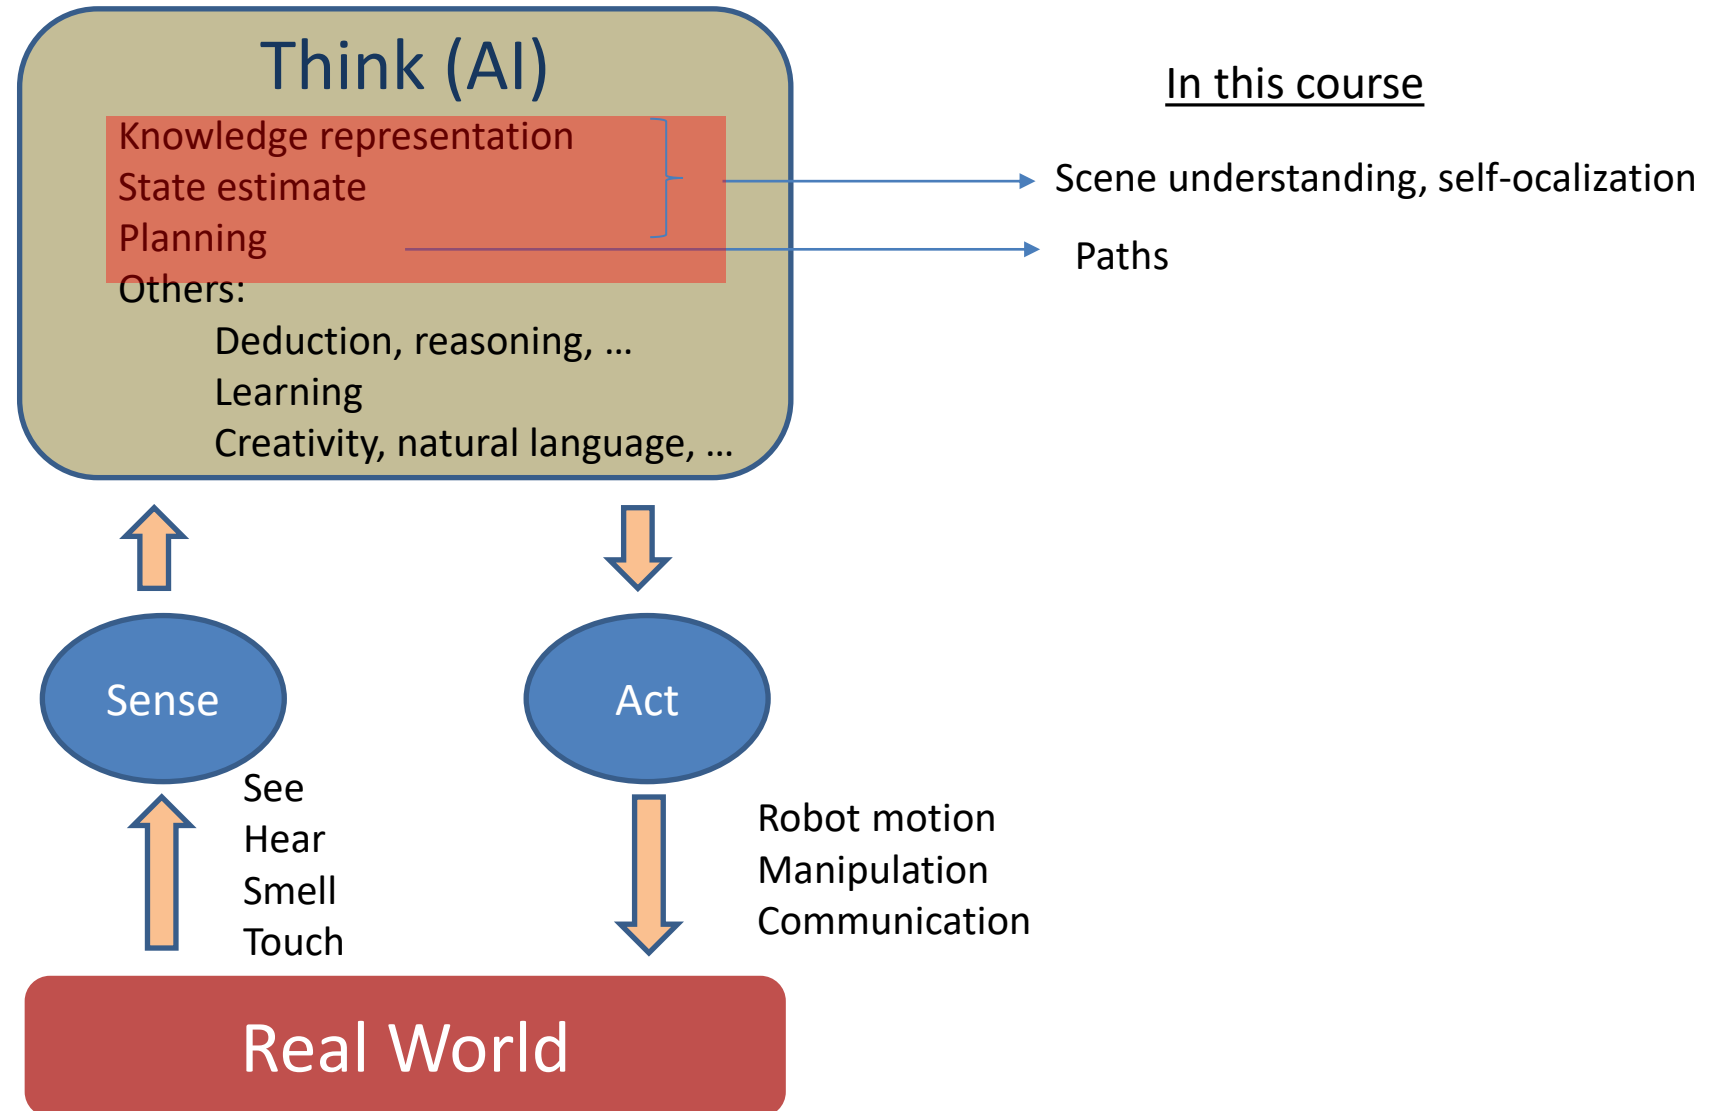 Think (AI)
Knowledge representation
State estimate
Planning
Others:
Deduction, reasoning, …
Learning
Creativity, natural language, …
In this course
Scene understanding, self-ocalization
Paths
Sense
Act
See
Hear
Smell
Touch
Robot motion
Manipulation
Communication
Real World